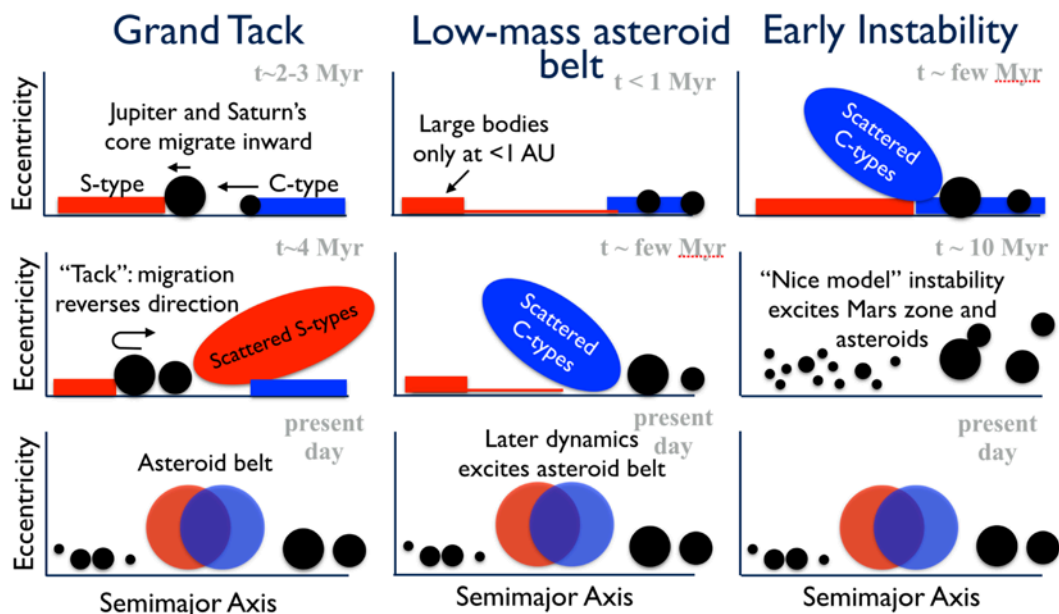 Grand Tack
Low-mass asteroid
belt
Early Instability
Eccentricity
t~2-3 Myr
Jupiter and Saturn's
core migrate inward
S-type
C-type
t < 1 Myr
Large bodies
only at <1 AU
t ~ few Myr
Scattered
C-types
Eccentricity
t~4 Myr
"Tack": migration
reverses direction
Scattered S-types
t ~ few Myr
Scattered
C-types
t ~ 10 Myr
"Nice model" instability
excites Mars zone and
asteroids
Eccentricity
present
day
Asteroid belt
present
day
Later dynamics
excites asteroid belt
present
day
Semimajor Axis
Semimajor Axis
Semimajor Axis